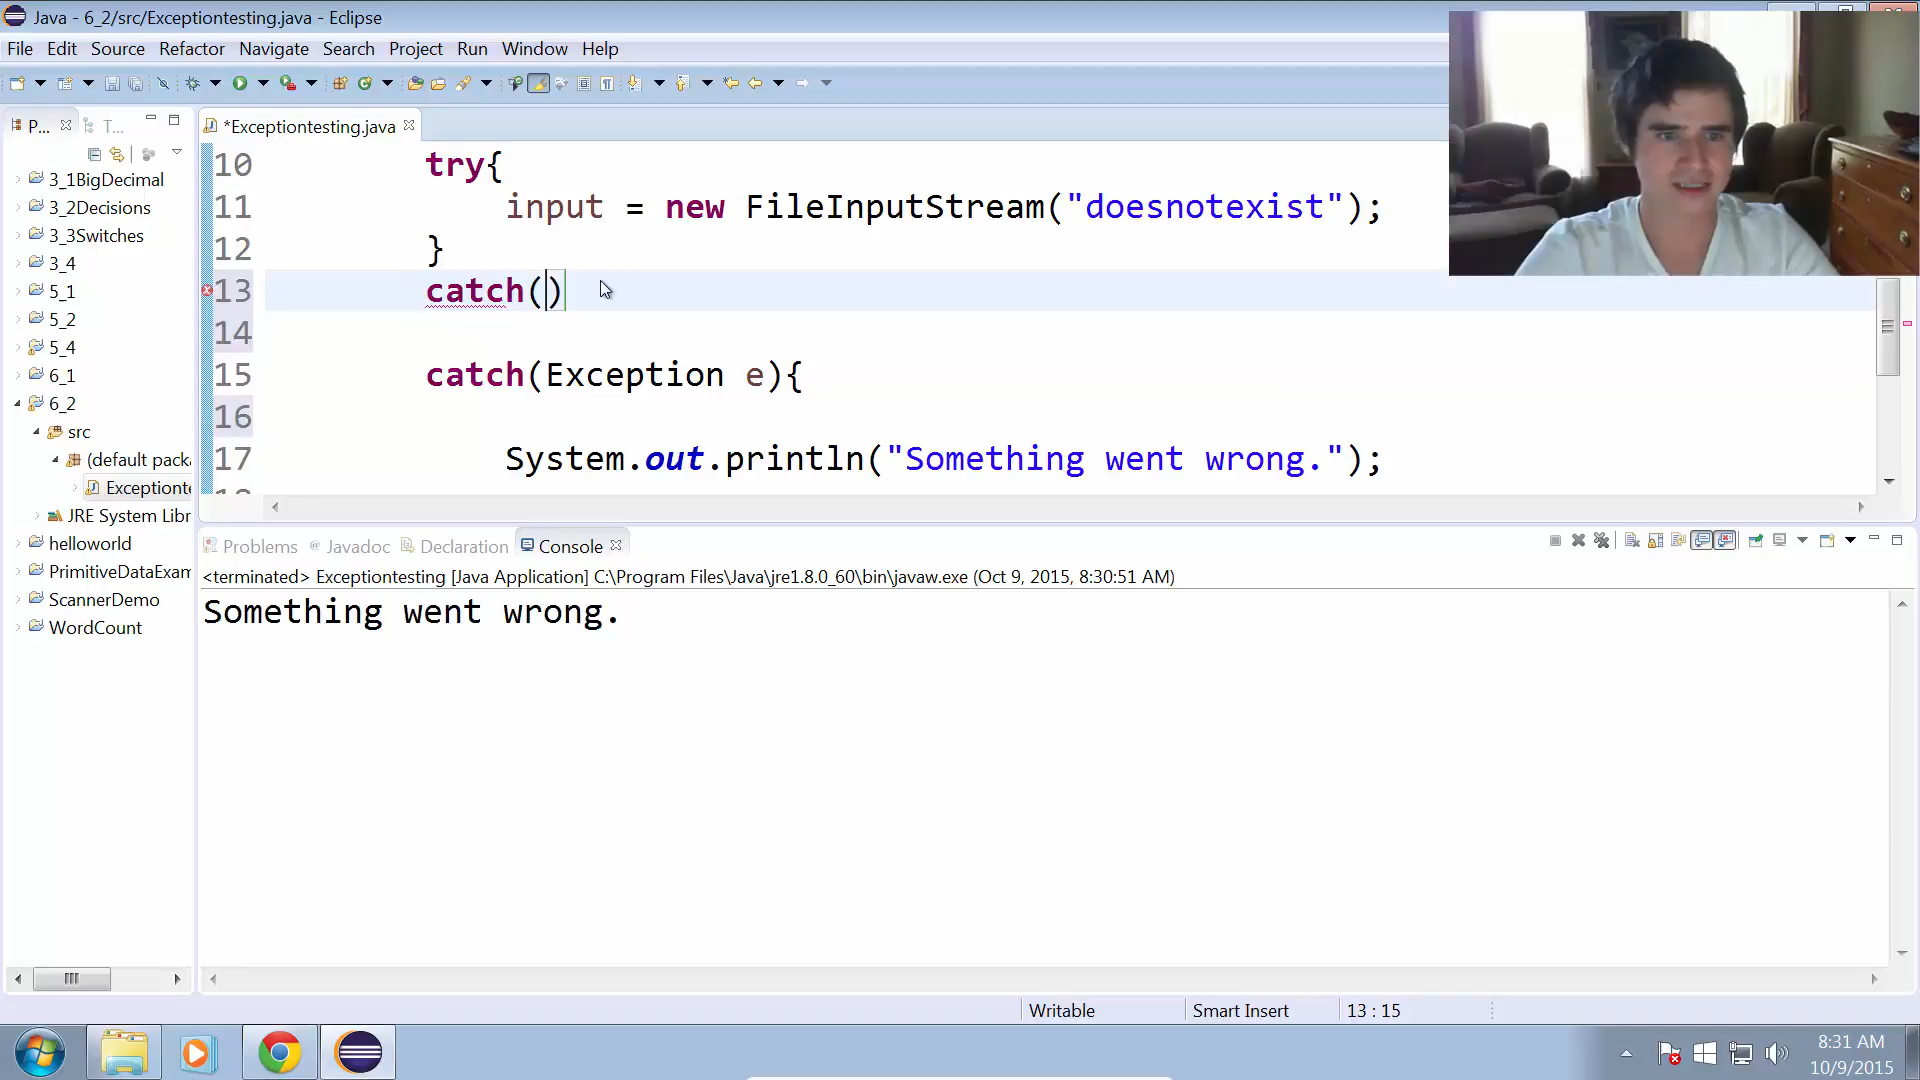 Java - 6_2/src/Exceptiontesting.java - Eclipse
File Edit Source Refactor Navigate Search Project Run Window Help
P... T... *Exceptiontesting.java
3_1BigDecimal
3_2Decisions
3_3Switches
3_4
5_1
5_2
5_4
6_1
6_2
src
(default packa
Exceptionte
JRE System Libr
helloworld
PrimitiveDataExam
ScannerDemo
WordCount
10 try{
11 input = new FileInputStream("doesnotexist");
12 }
13 catch()
14
15 catch(Exception e){
16
17 System.out.println("Something went wrong.");
Problems @ Javadoc Declaration Console
<terminated> Exceptiontesting [Java Application] C:\Program Files\Java\jre1.8.0_60\bin\javaw.exe (Oct 9, 2015, 8:30:51 AM)
Something went wrong.
Writable Smart Insert 13 : 15
8:31 AM
10/9/2015